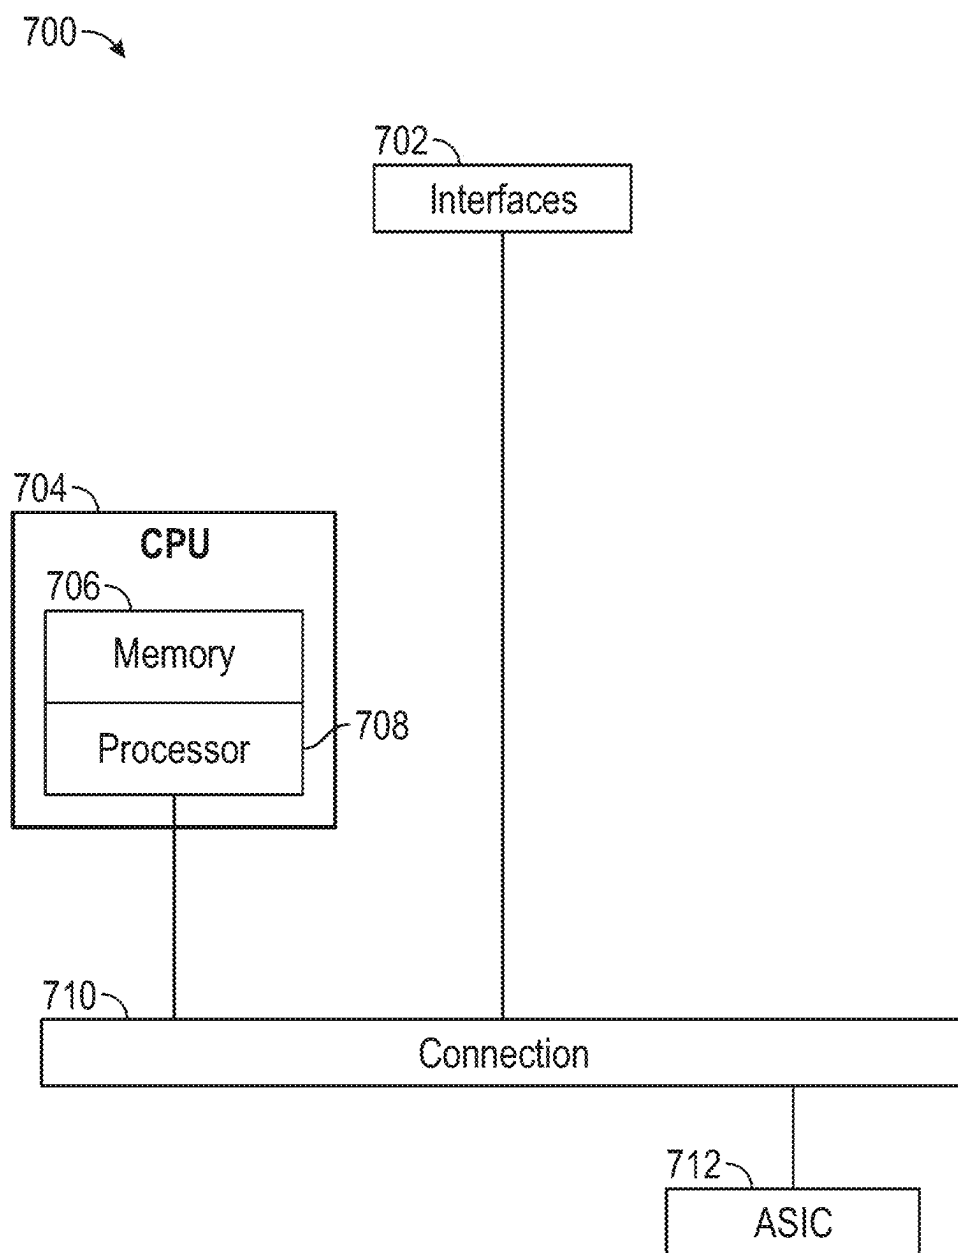 700
702
Interfaces
704
CPU
706
Memory
Processor
708
710
Connection
712
ASIC